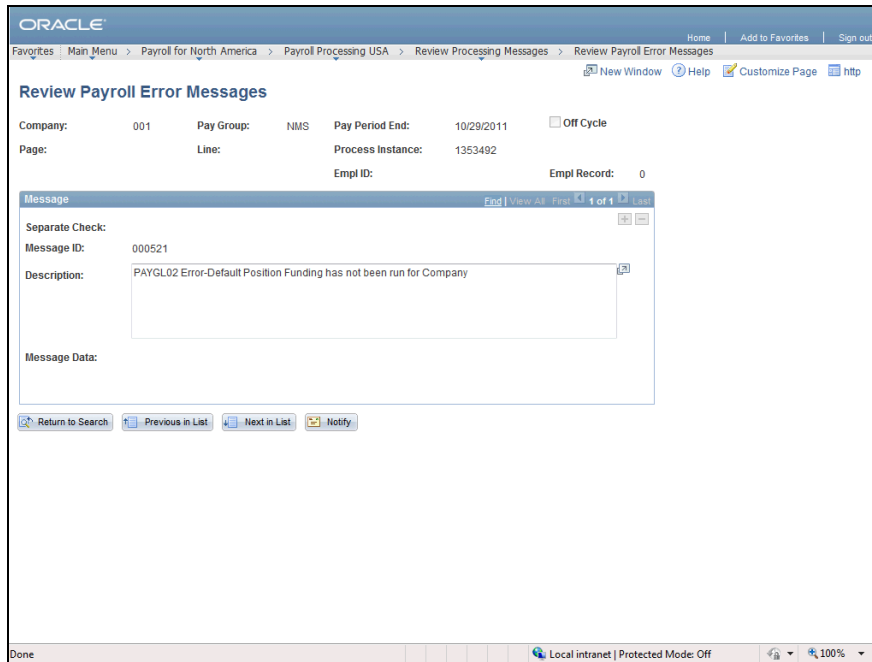 ORACLE
Home | Add to Favorites | Sign out
Favorites Main Menu > Payroll for North America > Payroll Processing USA > Review Processing Messages > Review Payroll Error Messages
New Window Help Customize Page http
Review Payroll Error Messages
Company: 001 Pay Group: NMS Pay Period End: 10/29/2011 Off Cycle
Page: Line: Process Instance: 1353492
Empl ID: Empl Record: 0
Message Find | View All First 1 of 1 Last
Separate Check:
Message ID: 000521
Description: PAYGL02 Error-Default Position Funding has not been run for Company
Message Data:
Return to Search Previous in List Next in List Notify
Done Local intranet | Protected Mode: Off 100%